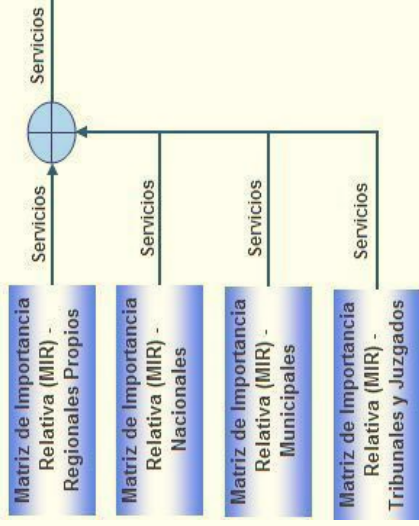 Matriz de Importancia
Relativa (MIR) -
Regionales Propios
Servicios
Servicios
Matriz de Importancia
Relativa (MIR) -
Nacionales
Servicios
Matriz de Importancia
Relativa (MIR) -
Municipales
Servicios
Matriz de Importancia
Relativa (MIR) -
Tribunales y Juzgados
Servicios